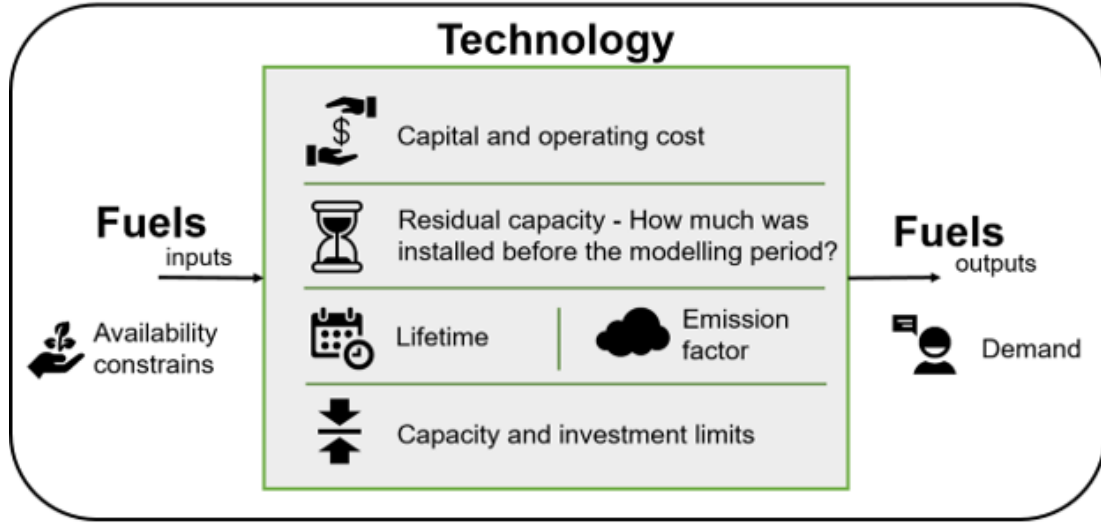 Technology
$
Capital and operating cost
Fuels
inputs
Residual capacity - How much was
installed before the modelling period?
Fuels
outputs
Availability
constrains
Lifetime
Emission
factor
Demand
Capacity and investment limits